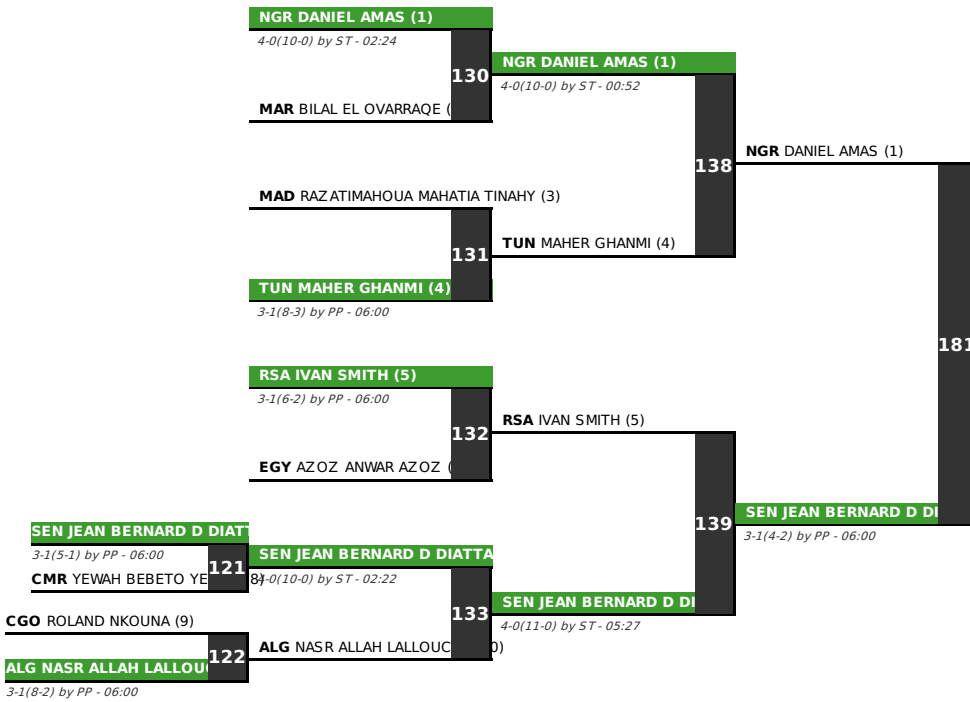 NGR DANIEL AMAS (1)
4-0(10-0) by ST - 02:24
130
MAR BILAL EL OVARRAQE (
NGR DANIEL AMAS (1)
4-0(10-0) by ST - 00:52
138
NGR DANIEL AMAS (1)
MAD RAZATIMAHOUA MAHATIA TINAHY (3)
131
TUN MAHER GHANMI (4)
TUN MAHER GHANMI (4)
3-1(8-3) by PP - 06:00
181
RSA IVAN SMITH (5)
3-1(6-2) by PP - 06:00
132
EGY AZOZ ANWAR AZOZ (
RSA IVAN SMITH (5)
139
SEN JEAN BERNARD D DI
3-1(4-2) by PP - 06:00
SEN JEAN BERNARD D DIATT
3-1(5-1) by PP - 06:00
121
CMR YEWAH BEBETO YE 8)
SEN JEAN BERNARD D DIATTA
4-0(10-0) by ST - 02:22
133
SEN JEAN BERNARD D DI
4-0(11-0) by ST - 05:27
CGO ROLAND NKOUNA (9)
122
ALG NASR ALLAH LALLOUC 0)
ALG NASR ALLAH LALLOUC
3-1(8-2) by PP - 06:00